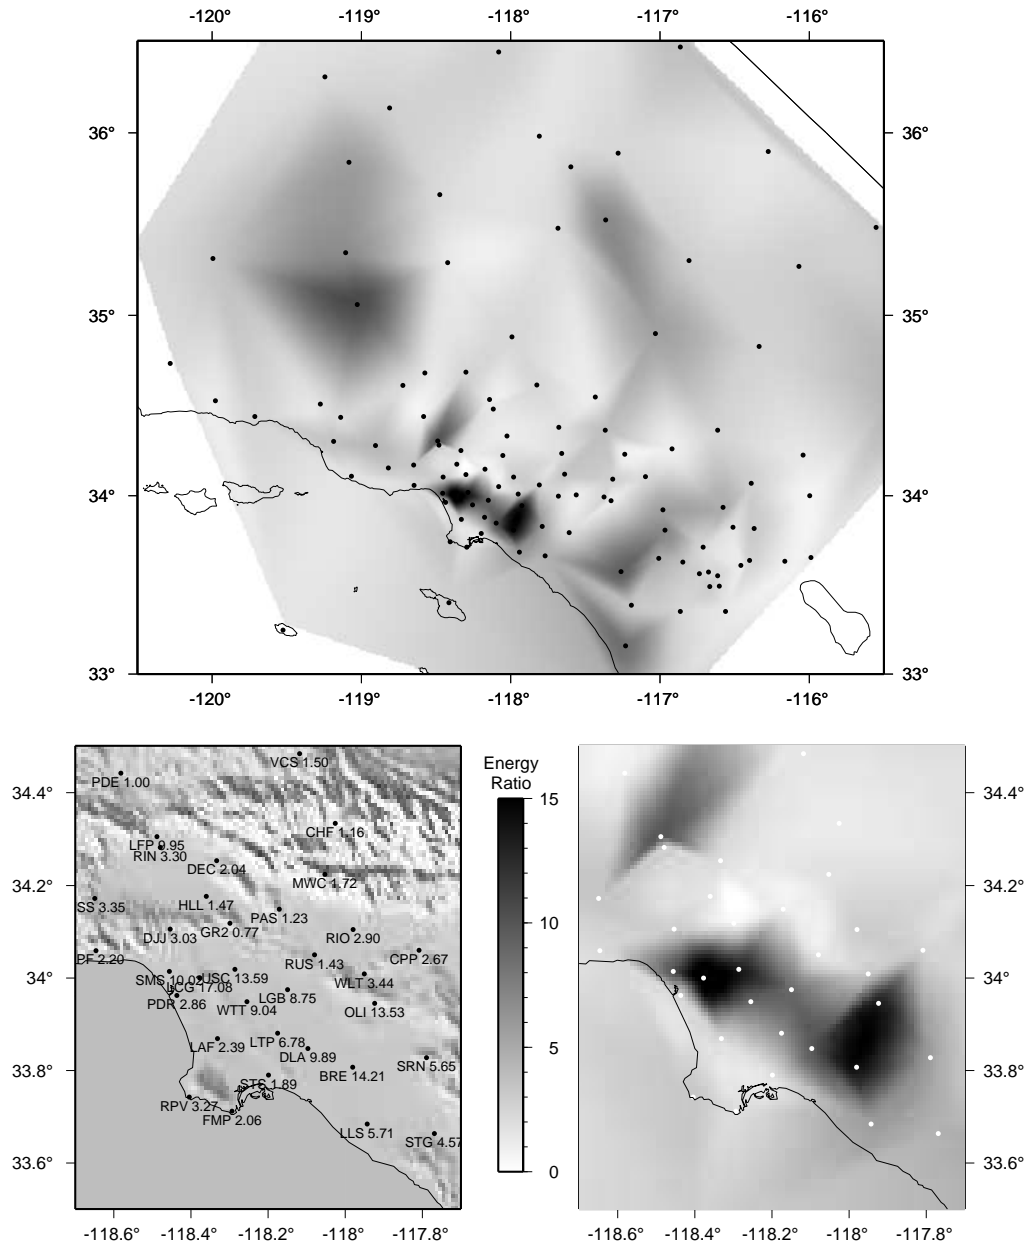 -120° -119° -118° -117° -116°
36° 36°
35° 35°
34° 34°
33° 33°
-120° -119° -118° -117° -116°
VCS 1.50
PDE 1.00
CHF 1.16
LFP 9.95
RIN 3.30
DEC 2.04
MWC 1.72
SS 3.35
HLL 1.47
PAS 1.23
GR2 0.77
DJJ 3.03
RIO 2.90
PF 2.20
CPP 2.67
RUS 1.43
USC 13.59
SMS 10.02
WLT 3.44
17.08
PDR 2.86
LGB 8.75
WTT 9.04
OLI 13.53
LAF 2.39
LTP 6.78
DLA 9.89
SRN 5.65
BRE 14.21
STS 1.89
RPV 3.27
FMP 2.06
LLS 5.71
STG 4.57
34.4°
34.2°
34°
33.8°
33.6°
-118.6° -118.4° -118.2° -118° -117.8°
Energy
Ratio
15
10
5
0
34.4°
34.2°
34°
33.8°
33.6°
-118.6° -118.4° -118.2° -118° -117.8°